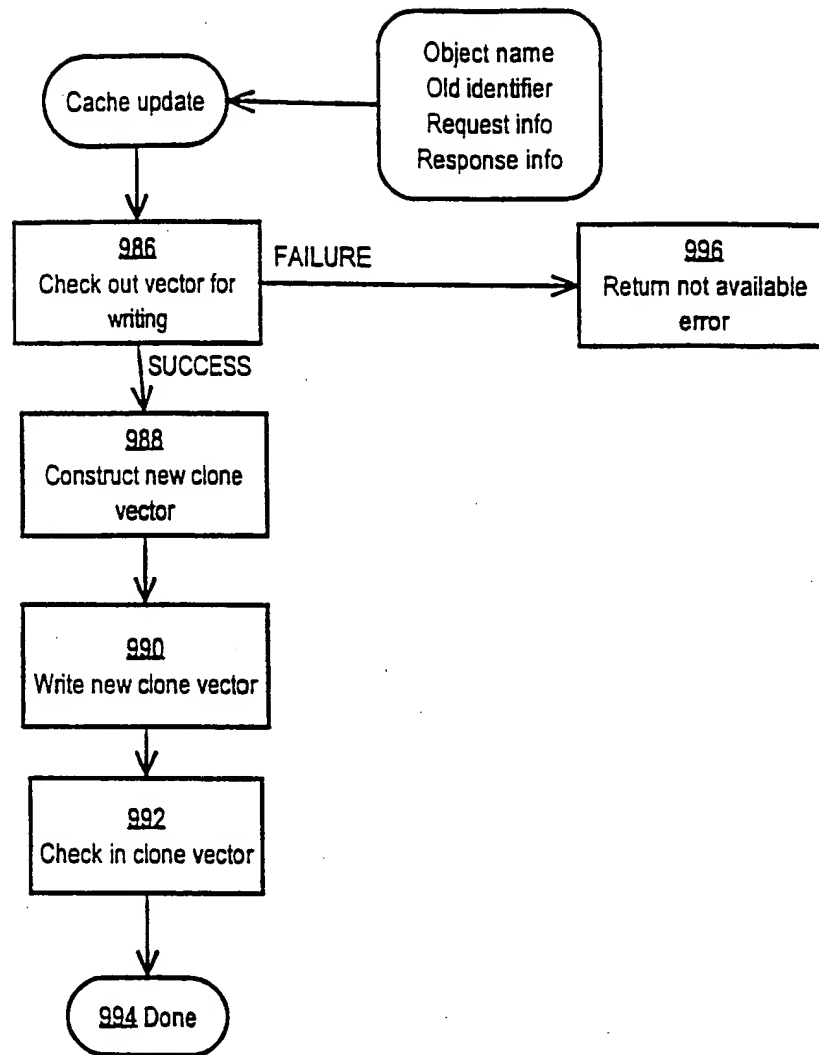 Object name
Old identifier
Request info
Response info
Cache update
986
Check out vector for
writing
FAILURE
996
Return not available
error
SUCCESS
988
Construct new clone
vector
990
Write new clone vector
992
Check in clone vector
994 Done